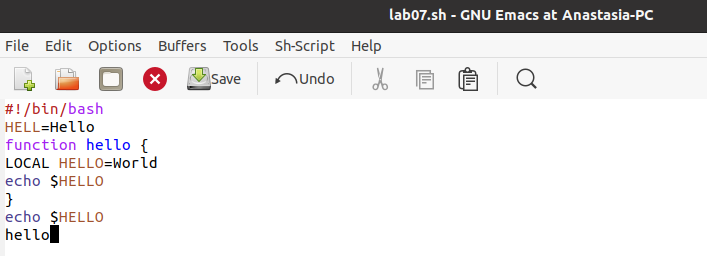 lab07.sh - GNU Emacs at Anastasia-PC
File Edit Options Buffers Tools Sh-Script Help
Save Undo
#!/bin/bash
HELL=Hello
function hello {
LOCAL HELLO=World
echo $HELLO
}
echo $HELLO
hello